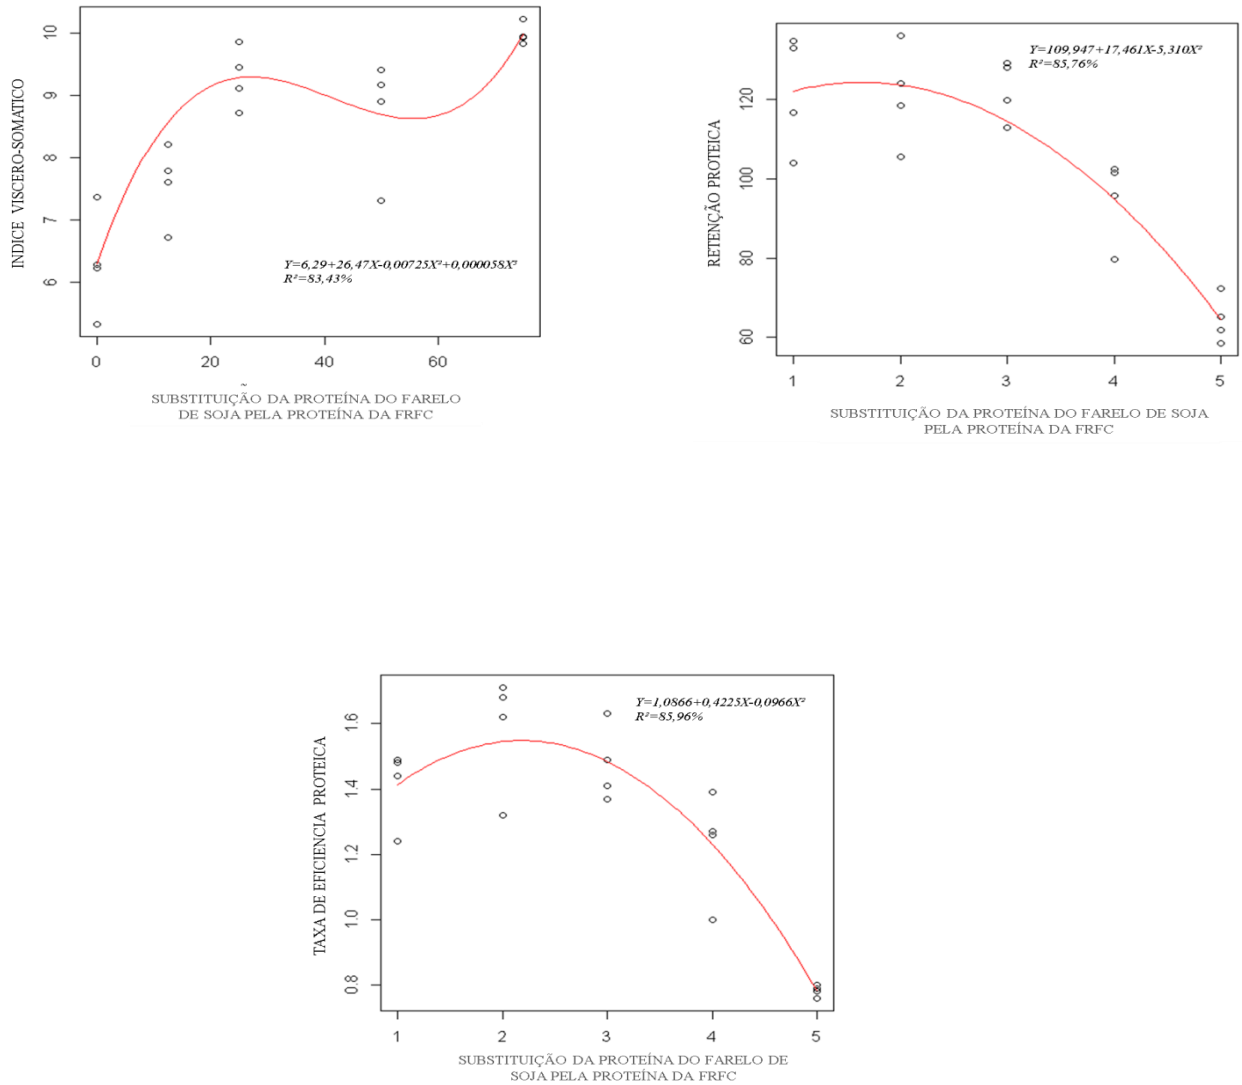 INDICE VISCERO-SOMATICO
10
9
8
7
6
Y=6,29+26,47X-0,00725X²+0,000058X³
R²=83,43%
0 20 40 60
~
SUBSTITUIÇÃO DA PROTEÍNA DO FARELO
DE SOJA PELA PROTEÍNA DA FRFC
RETENÇÃO PROTEICA
120
100
80
60
Y=109,947+17,461X-5,310X²
R²=85,76%
1 2 3 4 5
SUBSTITUIÇÃO DA PROTEÍNA DO FARELO DE SOJA
PELA PROTEÍNA DA FRFC
TAXA DE EFICIENCIA PROTEICA
1.6
1.4
1.2
1.0
0.8
Y=1,0866+0,4225X-0,0966X²
R²=85,96%
1 2 3 4 5
SUBSTITUIÇÃO DA PROTEÍNA DO FARELO DE
SOJA PELA PROTEÍNA DA FRFC